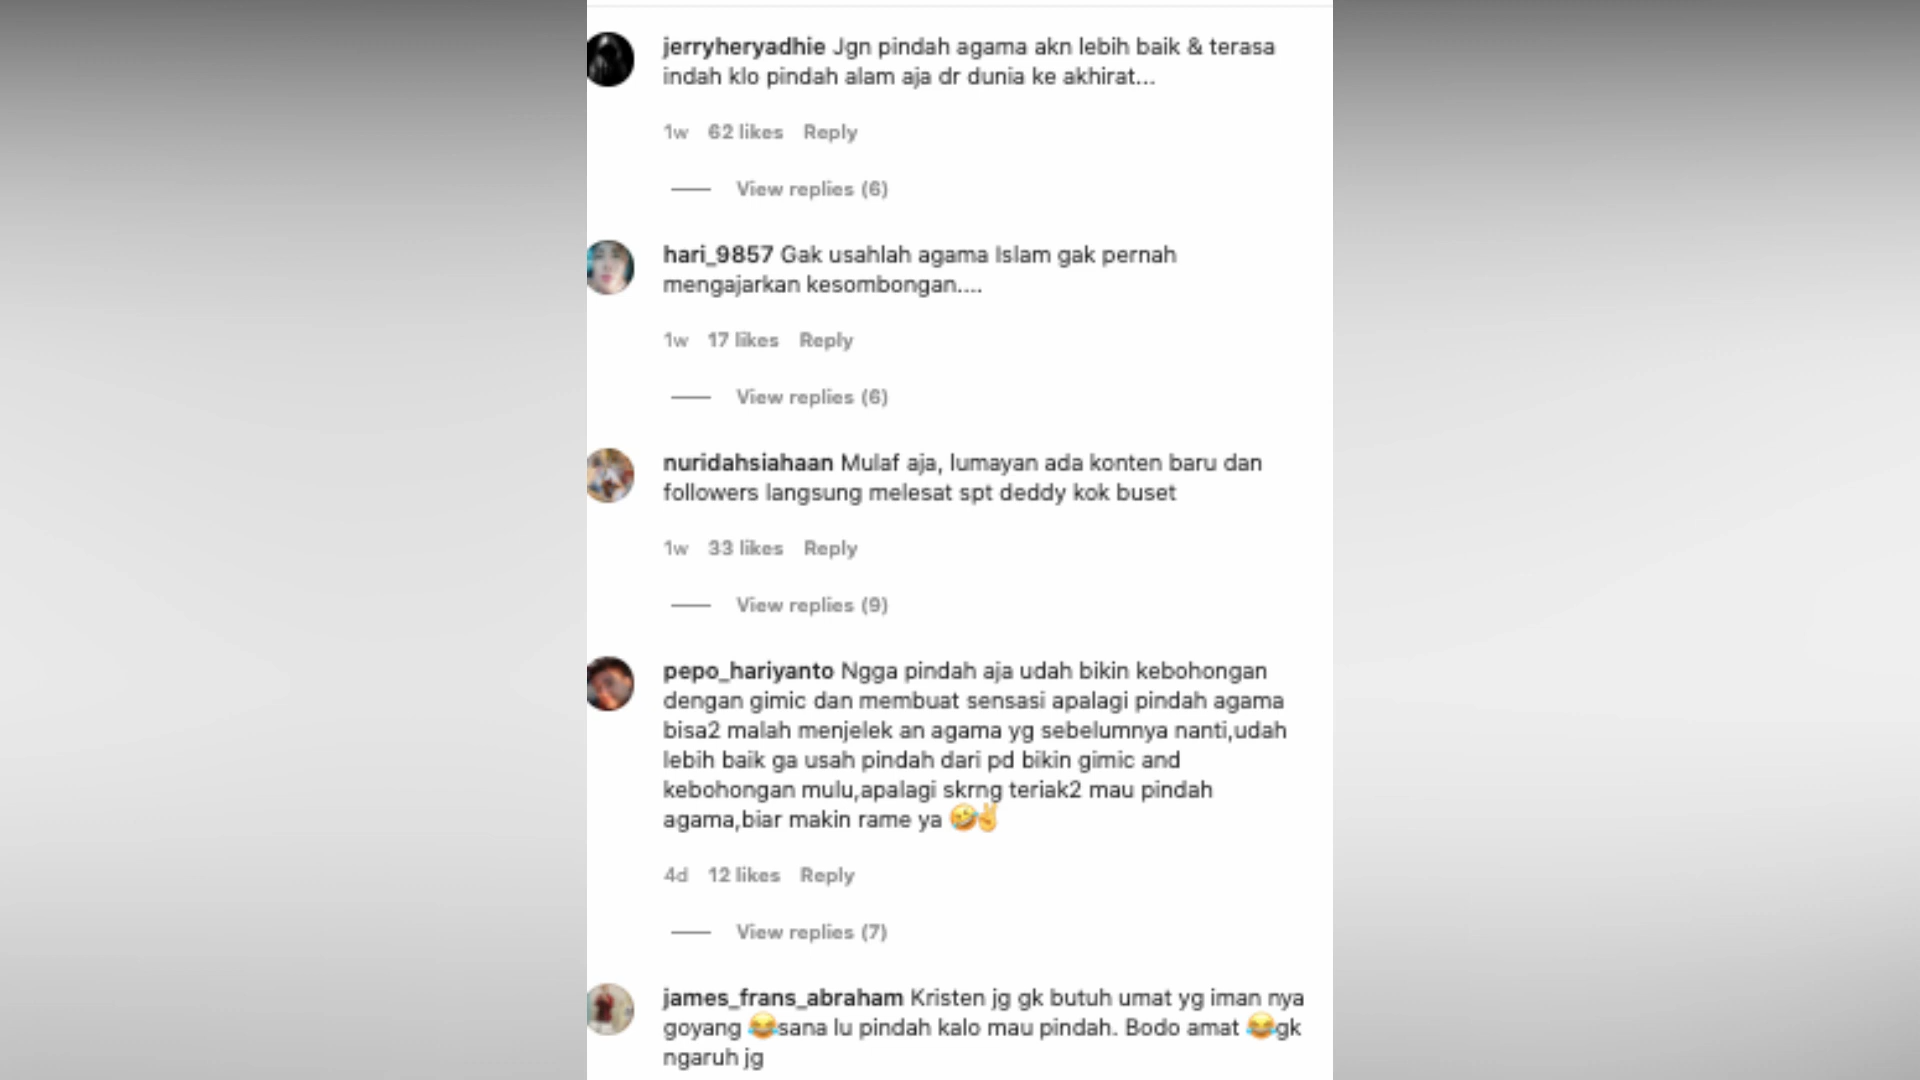 jerryheryadhie Jgn pindah agama akn lebih baik & terasa
indah klo pindah alam aja dr dunia ke akhirat...
1w 62 likes Reply
View replies (6)
hari_9857 Gak usahlah agama Islam gak pernah
mengajarkan kesombongan....
1w 17 likes Reply
View replies (6)
nuridahsiahaan Mulaf aja, lumayan ada konten baru dan
followers langsung melesat spt deddy kok buset
1w 33 likes Reply
View replies (9)
pepo_hariyanto Ngga pindah aja udah bikin kebohongan
dengan gimic dan membuat sensasi apalagi pindah agama
bisa2 malah menjelek an agama yg sebelumnya nanti,udah
lebih baik ga usah pindah dari pd bikin gimic and
kebohongan mulu,apalagi skrng teriak2 mau pindah
agama,biar makin rame ya 🤣✌
4d 12 likes Reply
View replies (7)
james_frans_abraham Kristen jg gk butuh umat yg iman nya
goyang 😂sana lu pindah kalo mau pindah. Bodo amat 😂gk
ngaruh jg